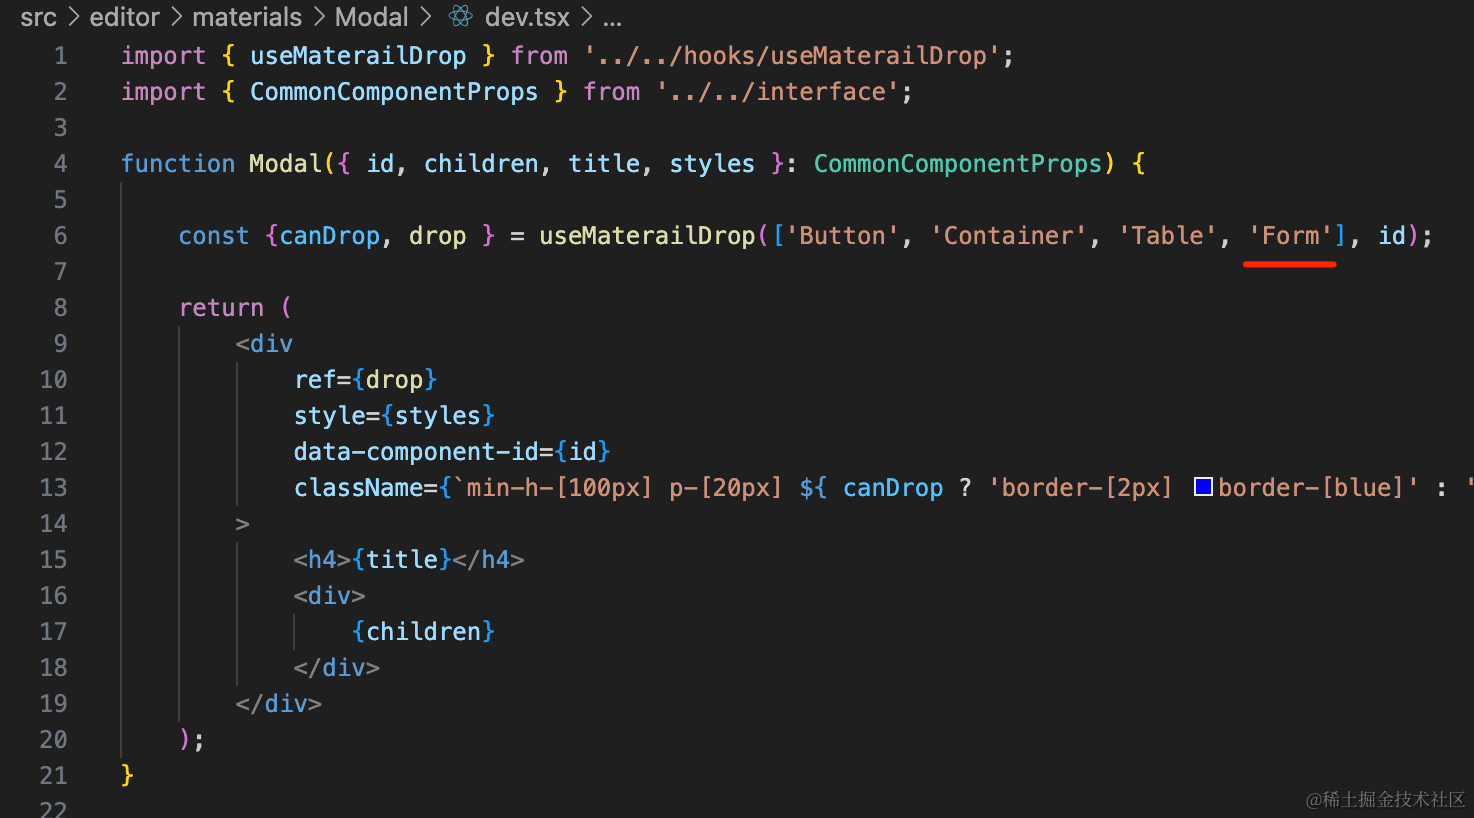 src > editor > materials > Modal > dev.tsx > ...
1 import { useMaterailDrop } from '../../hooks/useMaterailDrop';
2 import { CommonComponentProps } from '../../interface';
3
4 function Modal({ id, children, title, styles }: CommonComponentProps) {
5
6 const {canDrop, drop } = useMaterailDrop(['Button', 'Container', 'Table', 'Form'], id);
7
8 return (
9 <div
10 ref={drop}
11 style={styles}
12 data-component-id={id}
13 className={`min-h-[100px] p-[20px] ${ canDrop ? 'border-[2px] border-[blue]' : '
14 >
15 <h4>{title}</h4>
16 <div>
17 {children}
18 </div>
19 </div>
20 );
21 }
22
@稀土掘金技术社区